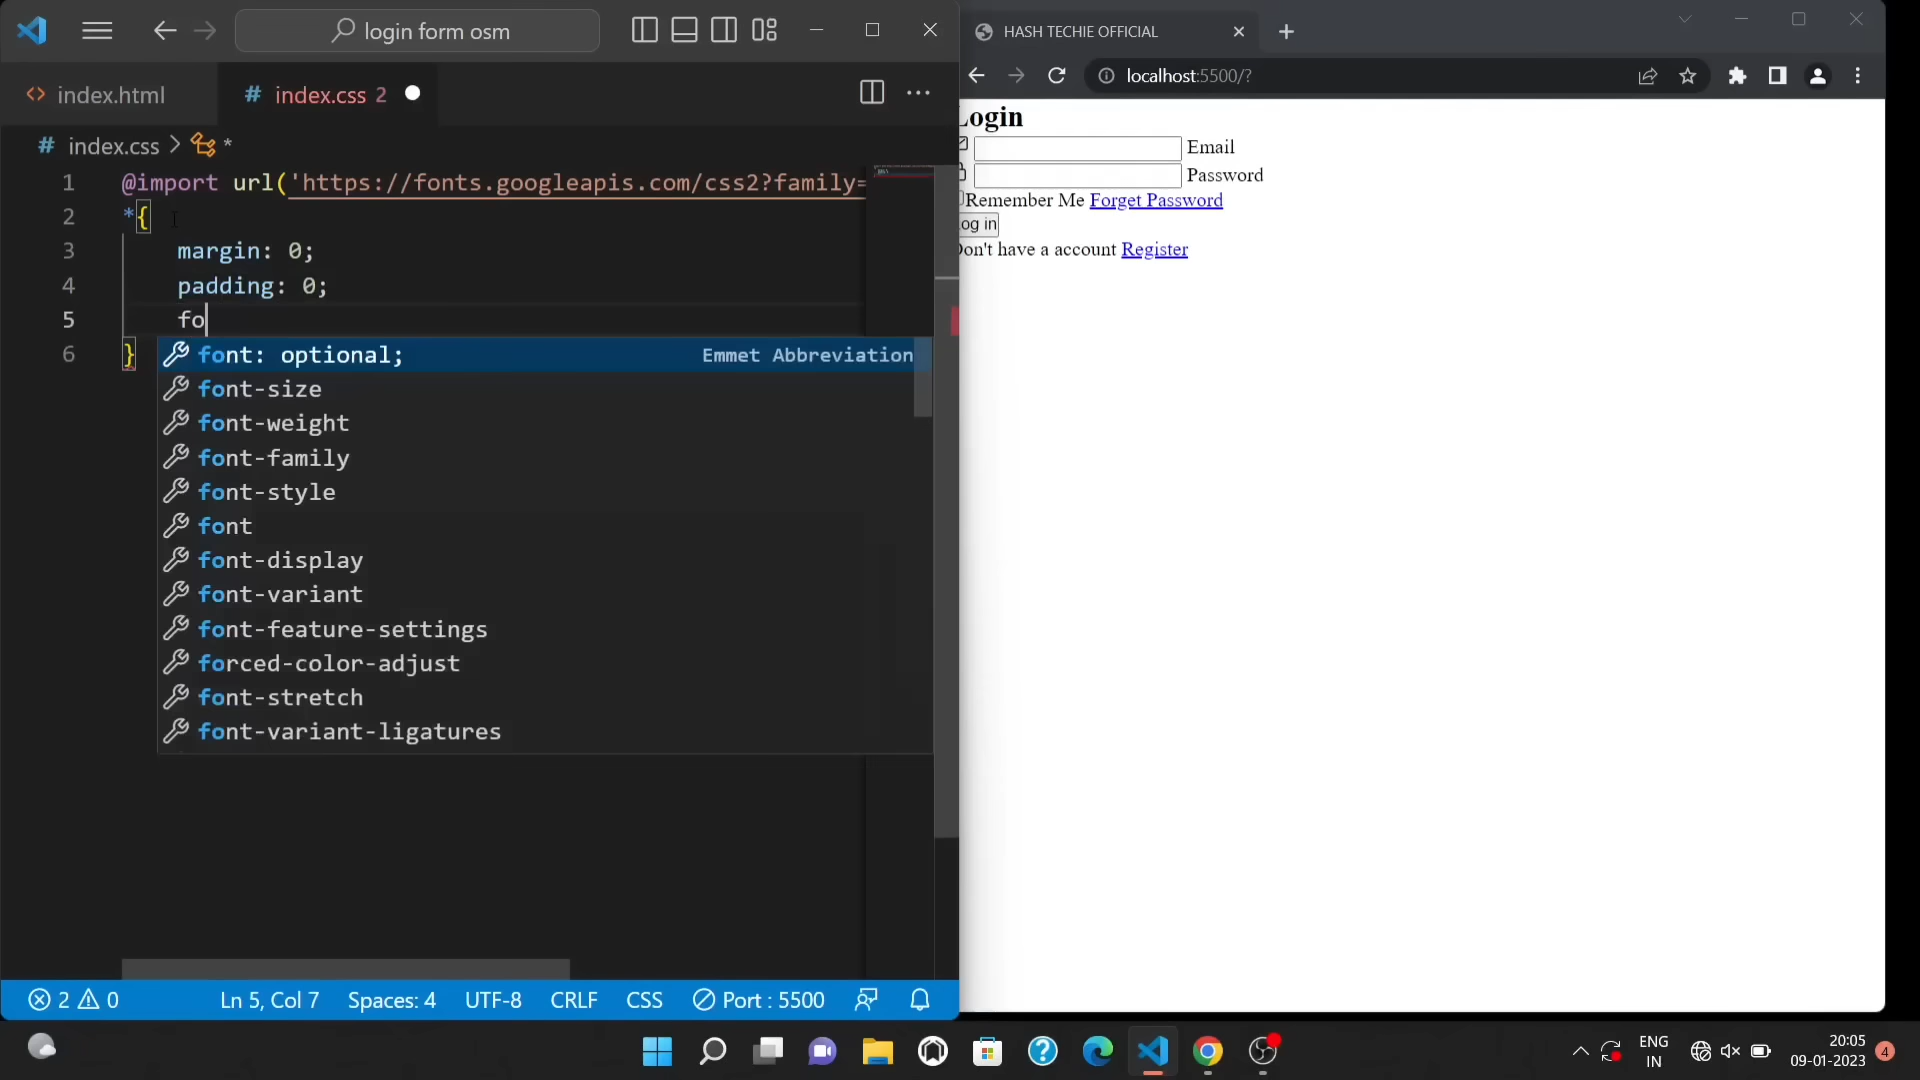 login form osm
index.html
# index.css 2
# index.css > *
1 @import url('https://fonts.googleapis.com/css2?family=
2 *{
3 margin: 0;
4 padding: 0;
5 fo
6 }
font: optional; Emmet Abbreviation
font-size
font-weight
font-family
font-style
font
font-display
font-variant
font-feature-settings
forced-color-adjust
font-stretch
font-variant-ligatures
2 0 Ln 5, Col 7 Spaces: 4 UTF-8 CRLF CSS Port : 5500
HASH TECHIE OFFICIAL
localhost:5500/?
Login
Email
Password
Remember Me Forget Password
og in
Don't have a account Register
ENG
IN
20:05
09-01-2023
4